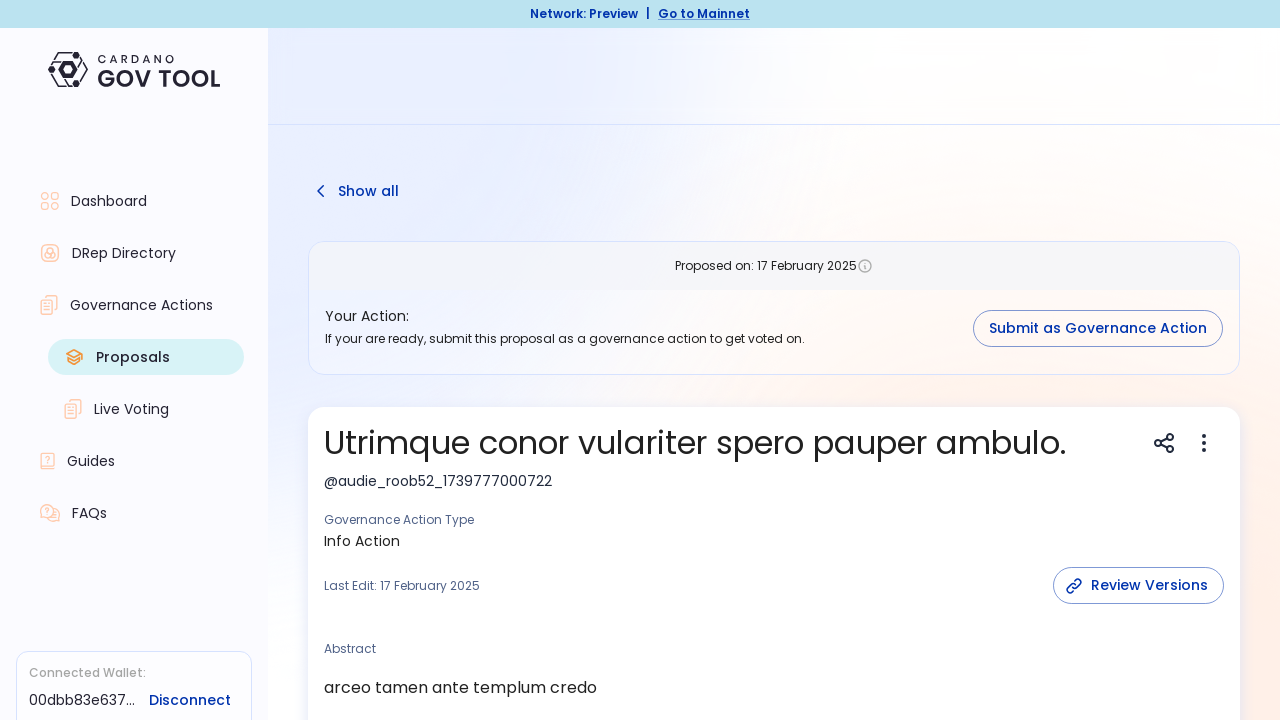 Network: Preview | Go to Mainnet
CARDANO
GOV TOOL
Dashboard
DRep Directory
Governance Actions
Proposals
Live Voting
Guides
FAQs
Connected Wallet:
00dbb83e637... Disconnect
Show all
Proposed on: 17 February 2025
Your Action:
If your are ready, submit this proposal as a governance action to get voted on.
Submit as Governance Action
Utrimque conor vulariter spero pauper ambulo.
@audie_roob52_1739777000722
Governance Action Type
Info Action
Last Edit: 17 February 2025
Review Versions
Abstract
arceo tamen ante templum credo